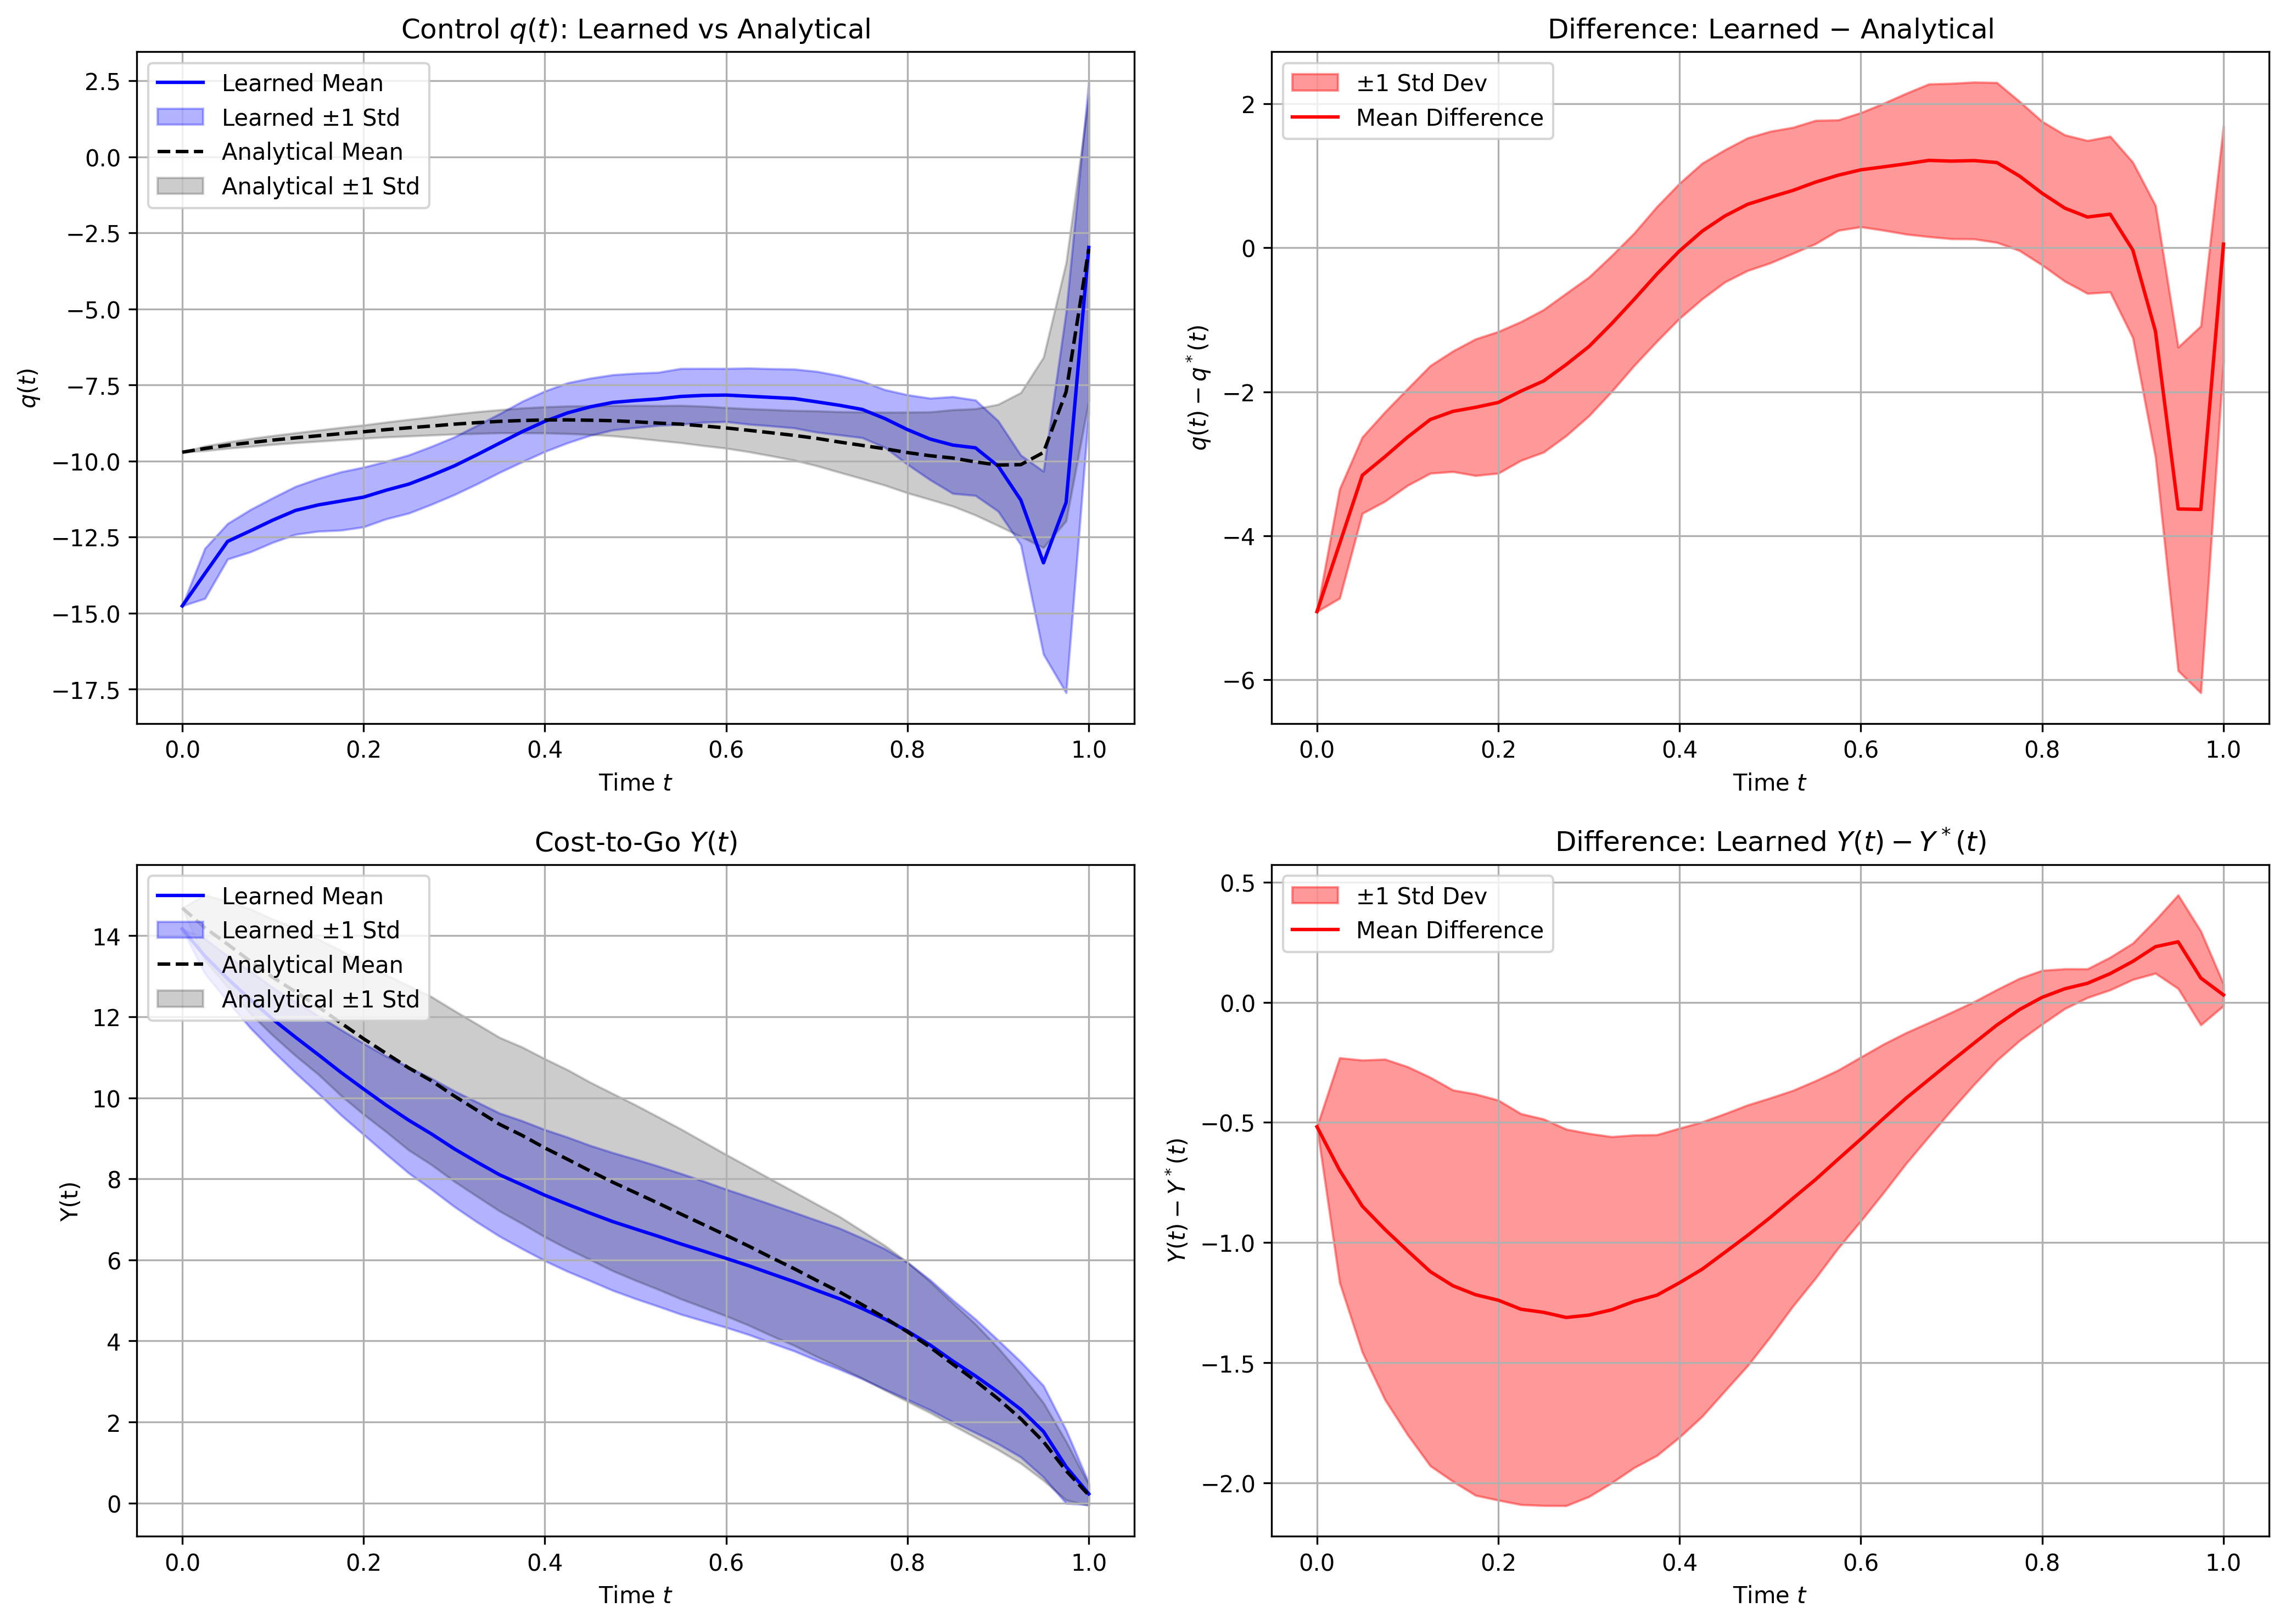 Control q(t): Learned vs Analytical
Learned Mean
Learned ±1 Std
Analytical Mean
Analytical ±1 Std
2.5
0.0
−2.5
−5.0
−7.5
−10.0
−12.5
−15.0
−17.5
q(t)
0.0 0.2 0.4 0.6 0.8 1.0
Time t
Difference: Learned − Analytical
±1 Std Dev
Mean Difference
2
0
−2
−4
−6
q(t) − q*(t)
0.0 0.2 0.4 0.6 0.8 1.0
Time t
Cost-to-Go Y(t)
Learned Mean
Learned ±1 Std
Analytical Mean
Analytical ±1 Std
14
12
10
8
6
4
2
0
Y(t)
0.0 0.2 0.4 0.6 0.8 1.0
Time t
Difference: Learned Y(t) − Y*(t)
±1 Std Dev
Mean Difference
0.5
0.0
−0.5
−1.0
−1.5
−2.0
Y(t) − Y*(t)
0.0 0.2 0.4 0.6 0.8 1.0
Time t